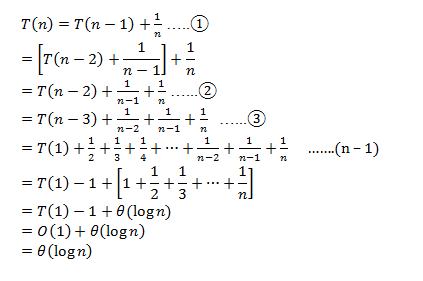 T(n) = T(n − 1) + 1/n .....①
= [T(n − 2) + 1/(n − 1)] + 1/n
= T(n − 2) + 1/(n−1) + 1/n ......②
= T(n − 3) + 1/(n−2) + 1/(n−1) + 1/n ......③
= T(1) + 1/2 + 1/3 + 1/4 + ⋯ + 1/(n−2) + 1/(n−1) + 1/n .......(n - 1)
= T(1) − 1 + [1 + 1/2 + 1/3 + ⋯ + 1/n]
= T(1) − 1 + θ(log n)
= O(1) + θ(log n)
= θ(log n)